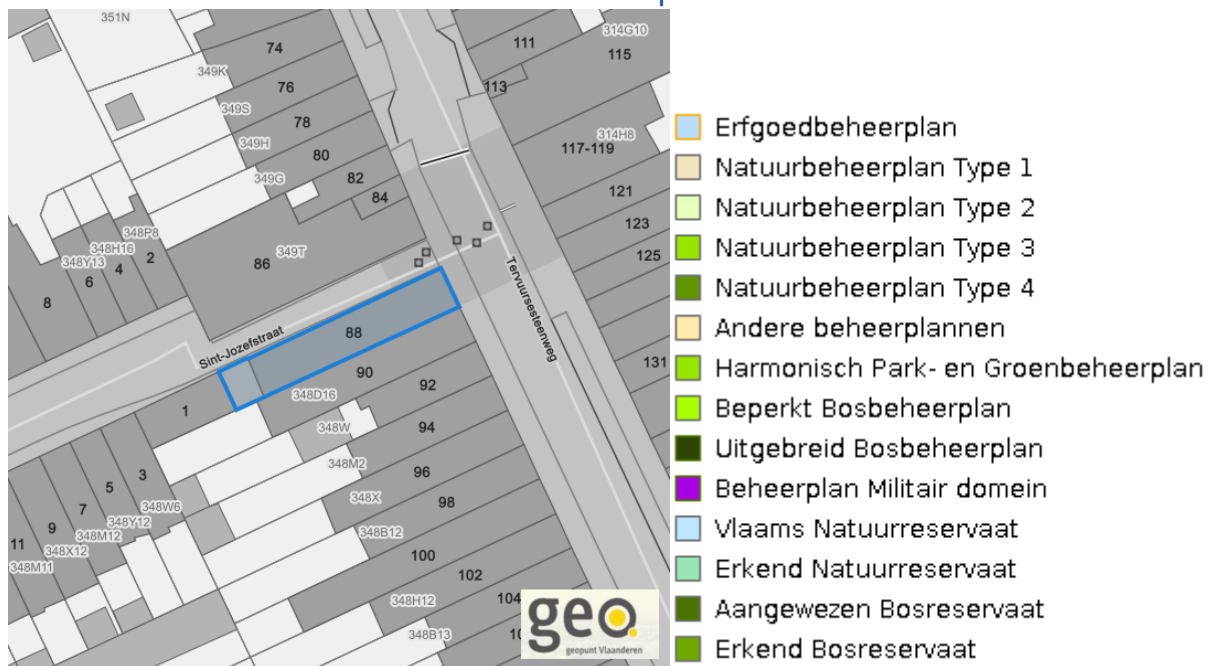 351N
314G10
74
111
115
349K
76
113
349S
78
314H8
349H
80
117-119
349G
82
121
84
348P8
123
348H16
2
349T
86
125
348Y13
4
6
8
Tervuursesteenweg
88
Sint-Jozefstraat
131
90
92
348D16
1
94
348W
348M2
96
3
5
98
348X
348W6
7
348Y12
348B12
9
348M12
11
348X12
100
348M11
102
348H12
104
348B13
geo.
geopunt Vlaanderen
Erfgoedbeheerplan
Natuurbeheerplan Type 1
Natuurbeheerplan Type 2
Natuurbeheerplan Type 3
Natuurbeheerplan Type 4
Andere beheerplannen
Harmonisch Park- en Groenbeheerplan
Beperkt Bosbeheerplan
Uitgebreid Bosbeheerplan
Beheerplan Militair domein
Vlaams Natuurreservaat
Erkend Natuurreservaat
Aangewezen Bosreservaat
Erkend Bosreservaat